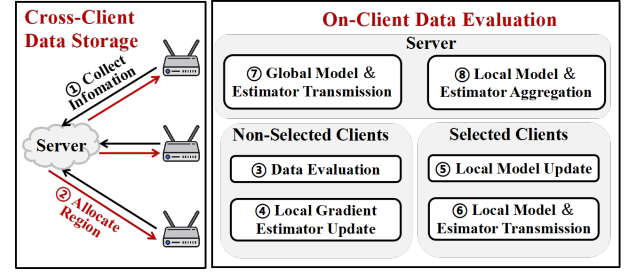 Cross-Client
Data Storage
① Collect
Infomation
Server
② Allocate
Region
On-Client Data Evaluation
Server
⑦ Global Model &
Estimator Transmission
⑧ Local Model &
Estimator Aggregation
Non-Selected Clients
③ Data Evaluation
④ Local Gradient
Estimator Update
Selected Clients
⑤ Local Model Update
⑥ Local Model &
Esimator Transmission